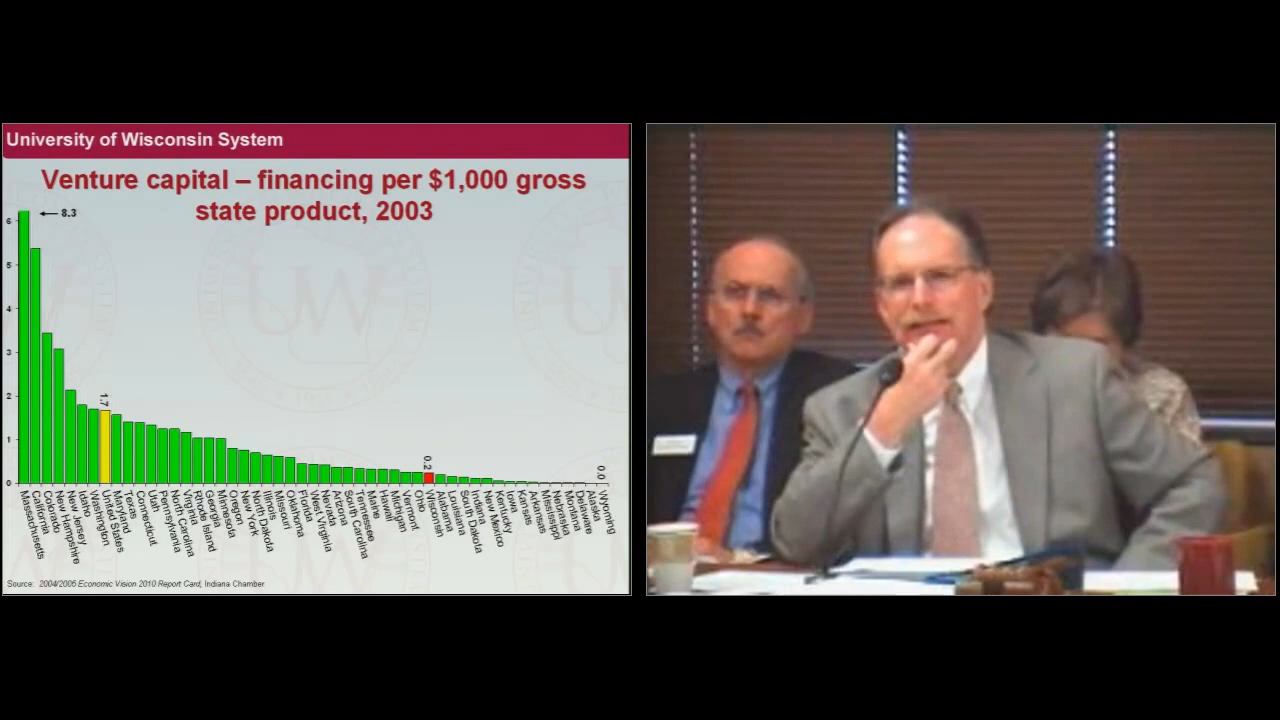 University of Wisconsin System
Venture capital – financing per $1,000 gross
state product, 2003
8.3
6
5
4
3
2
1
0
1.7
0.2
0.0
Massachusetts
California
Colorado
New Hampshire
New Jersey
Idaho
Washington
United States
Maryland
Texas
Connecticut
Utah
Pennsylvania
North Carolina
Virginia
Rhode Island
Georgia
Minnesota
Oregon
New York
North Dakota
Illinois
Missouri
Oklahoma
Florida
West Virginia
Nevada
Arizona
South Carolina
Tennessee
Maine
Hawaii
Michigan
Vermont
Ohio
Wisconsin
Alabama
Louisiana
South Dakota
Indiana
New Mexico
Kentucky
Iowa
Kansas
Arkansas
Mississippi
Nebraska
Montana
Delaware
Alaska
Wyoming
UW
Source: 2004/2005 Economic Vision 2010 Report Card, Indiana Chamber